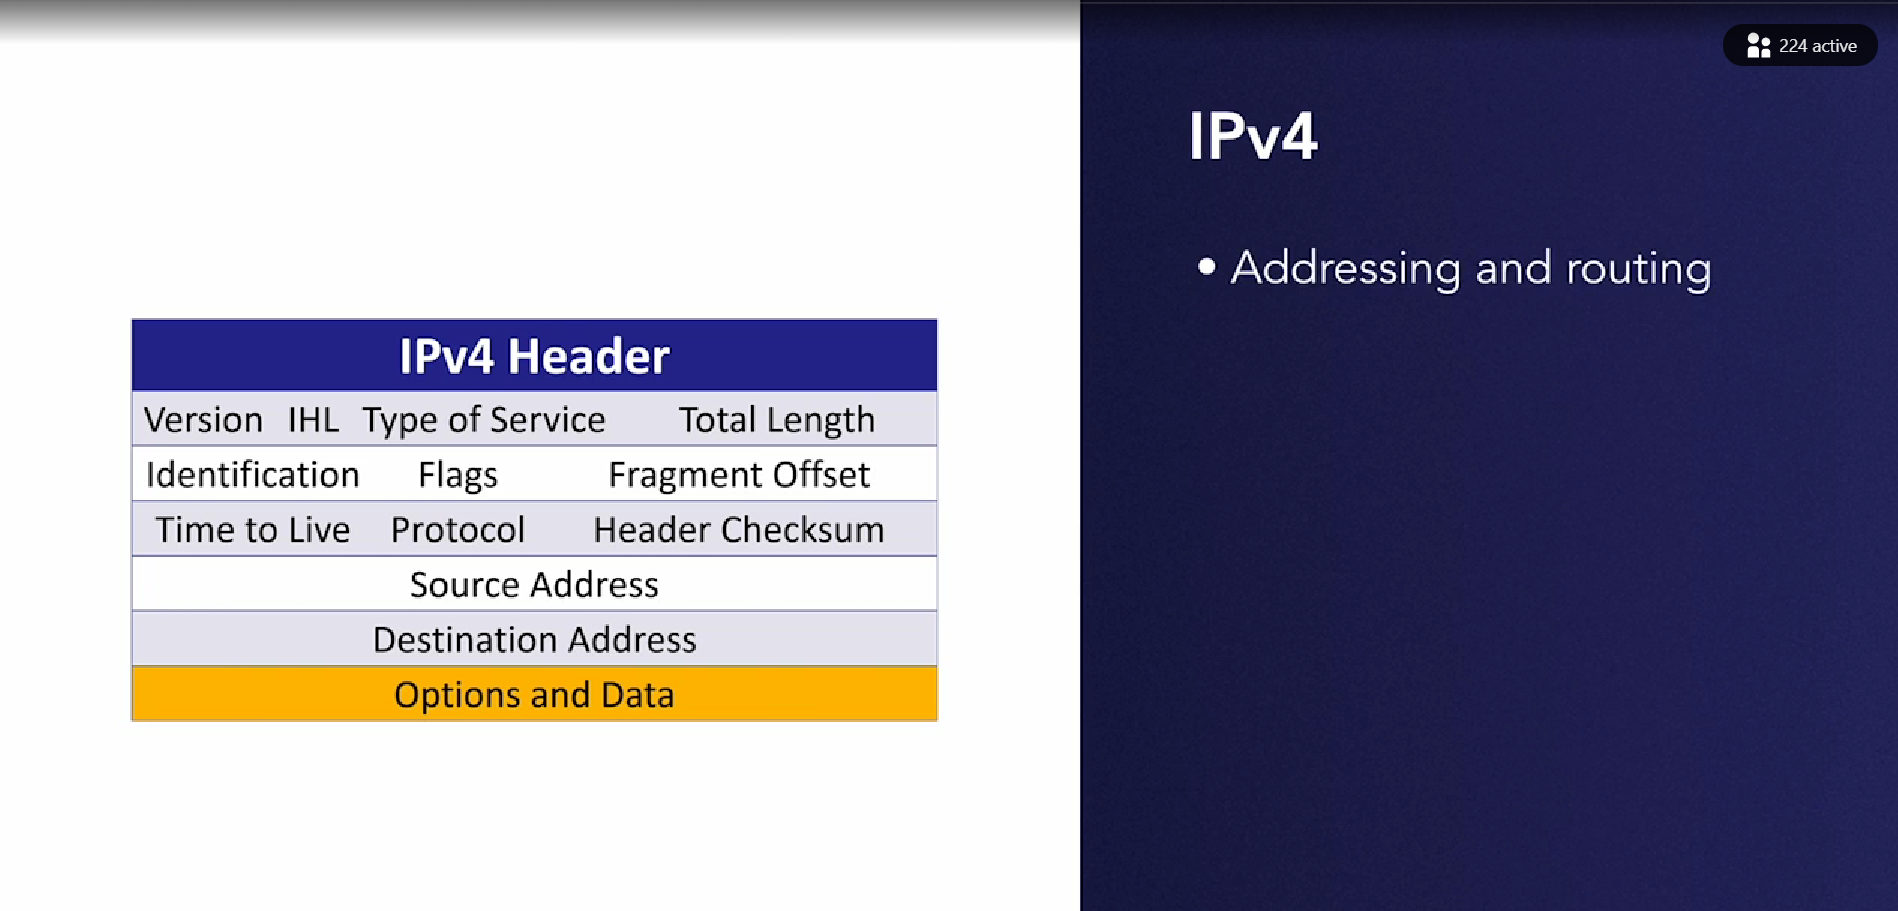 224 active
IPv4
• Addressing and routing
IPv4 Header
Version IHL Type of Service Total Length
Identification Flags Fragment Offset
Time to Live Protocol Header Checksum
Source Address
Destination Address
Options and Data